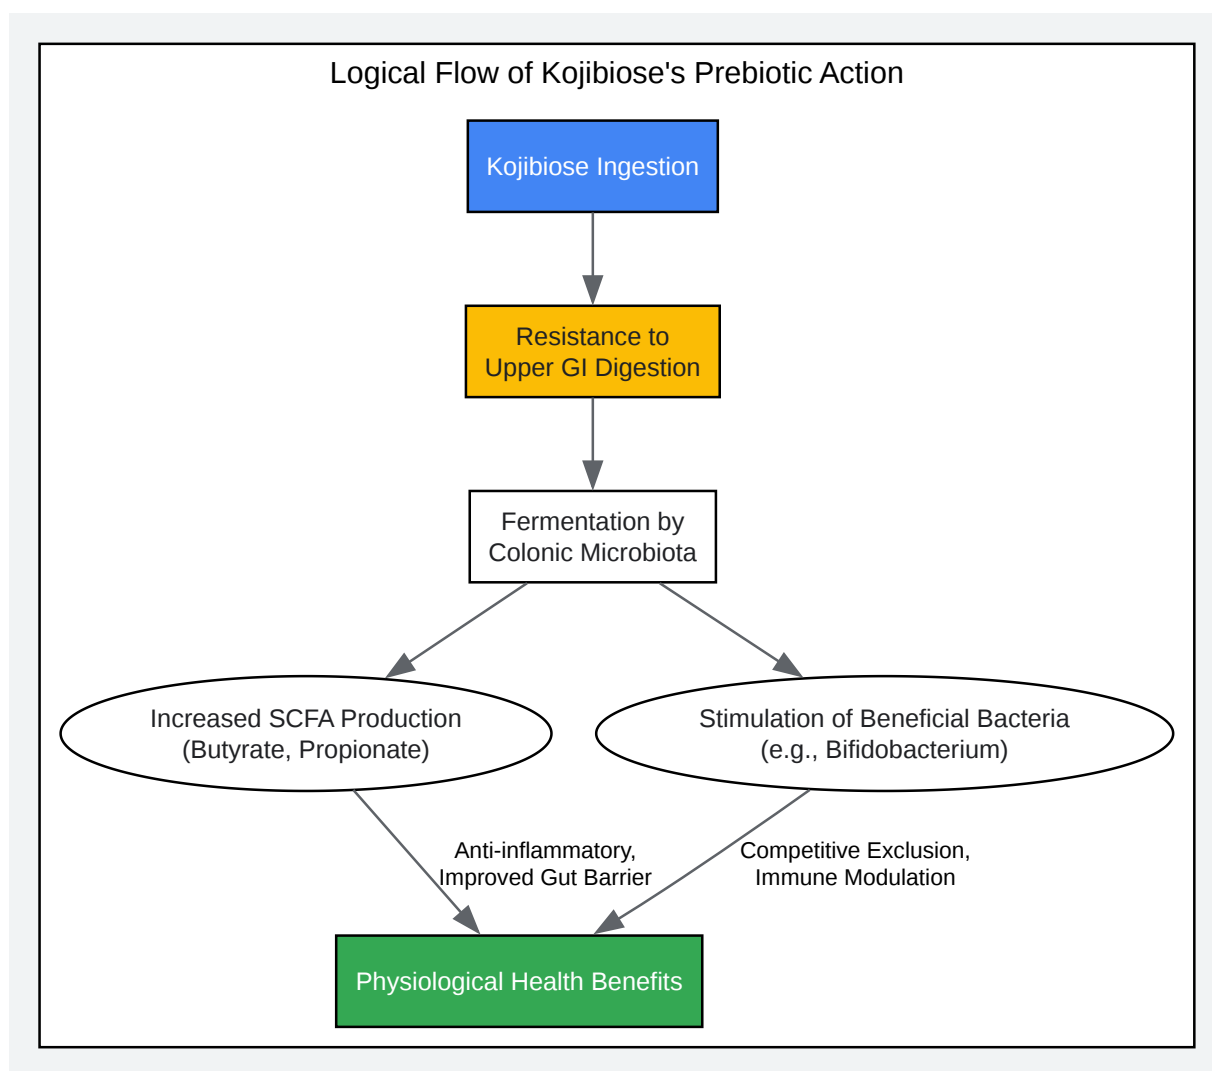 Logical Flow of Kojibiose's Prebiotic Action
Kojibiose Ingestion
Resistance to
Upper GI Digestion
Fermentation by
Colonic Microbiota
Increased SCFA Production
(Butyrate, Propionate)
Stimulation of Beneficial Bacteria
(e.g., Bifidobacterium)
Anti-inflammatory,
Improved Gut Barrier
Competitive Exclusion,
Immune Modulation
Physiological Health Benefits